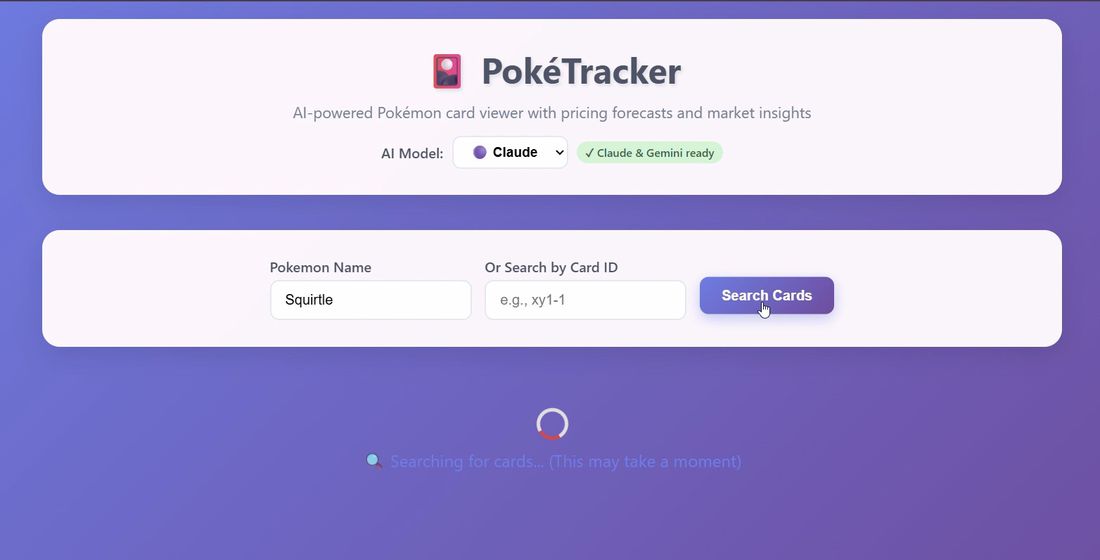 PokéTracker
AI-powered Pokémon card viewer with pricing forecasts and market insights
AI Model: Claude ✓ Claude & Gemini ready
Pokemon Name Or Search by Card ID
Squirtle e.g., xy1-1 Search Cards
Searching for cards... (This may take a moment)